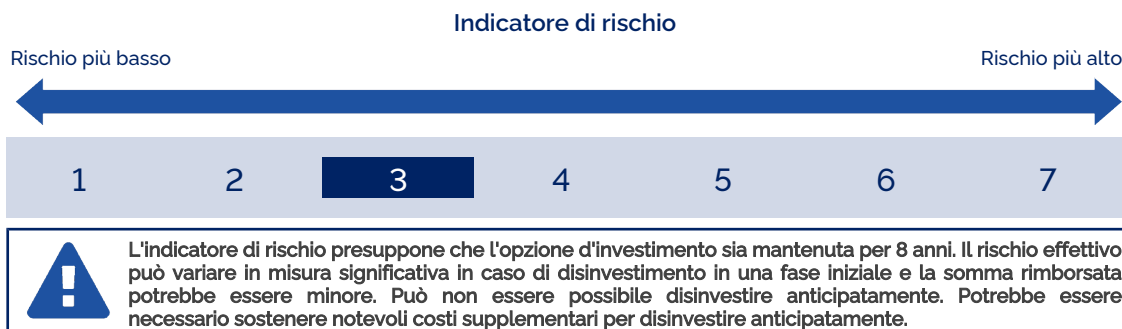 Indicatore di rischio
Rischio più basso Rischio più alto
1 2 3 4 5 6 7
L'indicatore di rischio presuppone che l'opzione d'investimento sia mantenuta per 8 anni. Il rischio effettivo
può variare in misura significativa in caso di disinvestimento in una fase iniziale e la somma rimborsata
potrebbe essere minore. Può non essere possibile disinvestire anticipatamente. Potrebbe essere
necessario sostenere notevoli costi supplementari per disinvestire anticipatamente.